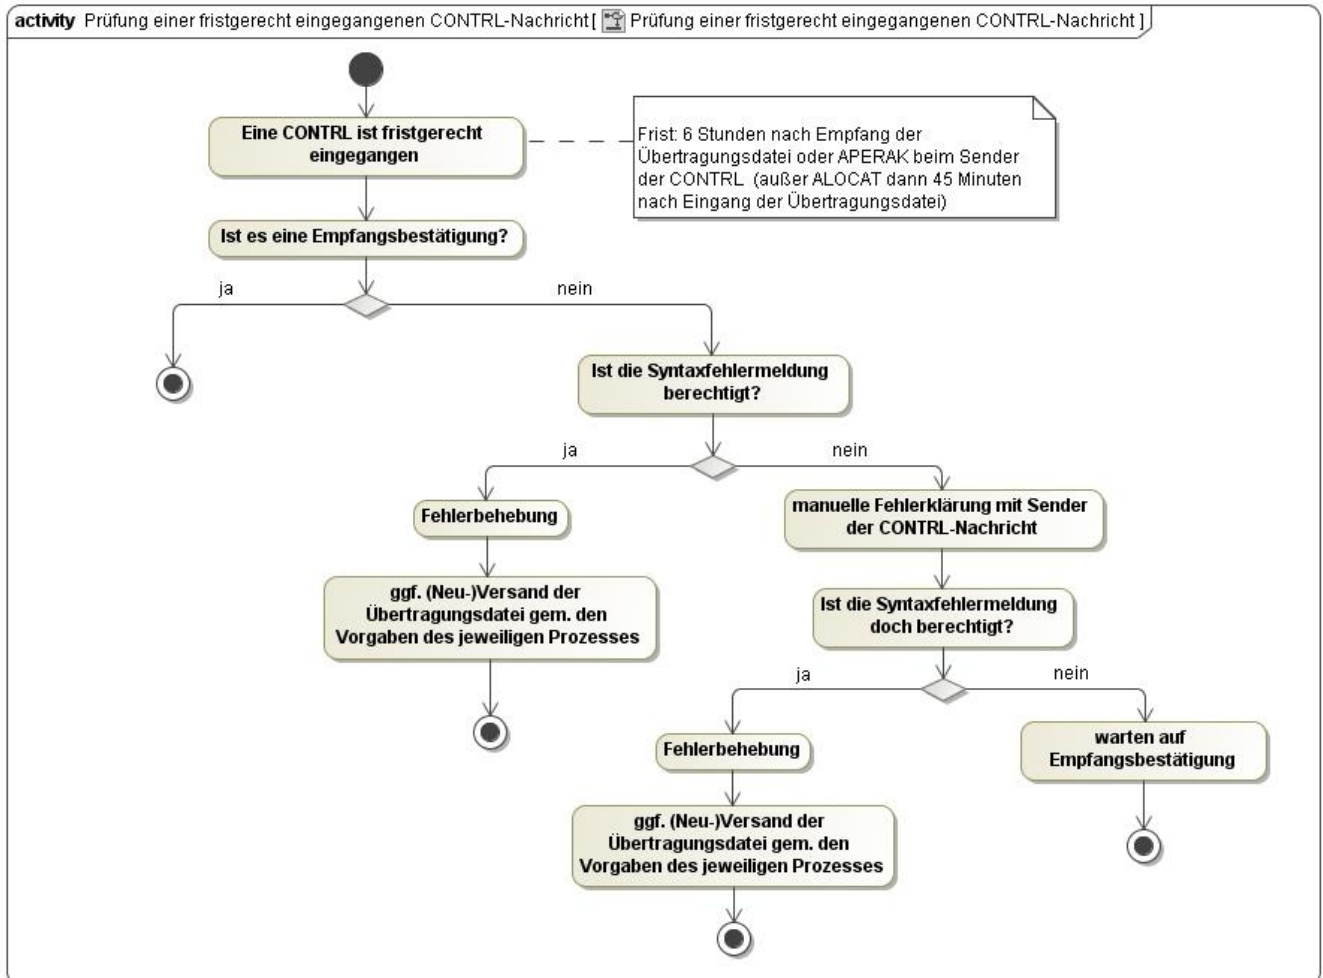 activity Prüfung einer fristgerecht eingegangenen CONTRL-Nachricht [ Prüfung einer fristgerecht eingegangenen CONTRL-Nachricht ]
Eine CONTRL ist fristgerecht
eingegangen
Frist: 6 Stunden nach Empfang der
Übertragungsdatei oder APERAK beim Sender
der CONTRL (außer ALOCAT dann 45 Minuten
nach Eingang der Übertragungsdatei)
Ist es eine Empfangsbestätigung?
ja
nein
Ist die Syntaxfehlermeldung
berechtigt?
ja
nein
Fehlerbehebung
manuelle Fehlerklärung mit Sender
der CONTRL-Nachricht
ggf. (Neu-)Versand der
Übertragungsdatei gem. den
Vorgaben des jeweiligen Prozesses
Ist die Syntaxfehlermeldung
doch berechtigt?
ja
nein
Fehlerbehebung
warten auf
Empfangsbestätigung
ggf. (Neu-)Versand der
Übertragungsdatei gem. den
Vorgaben des jeweiligen Prozesses